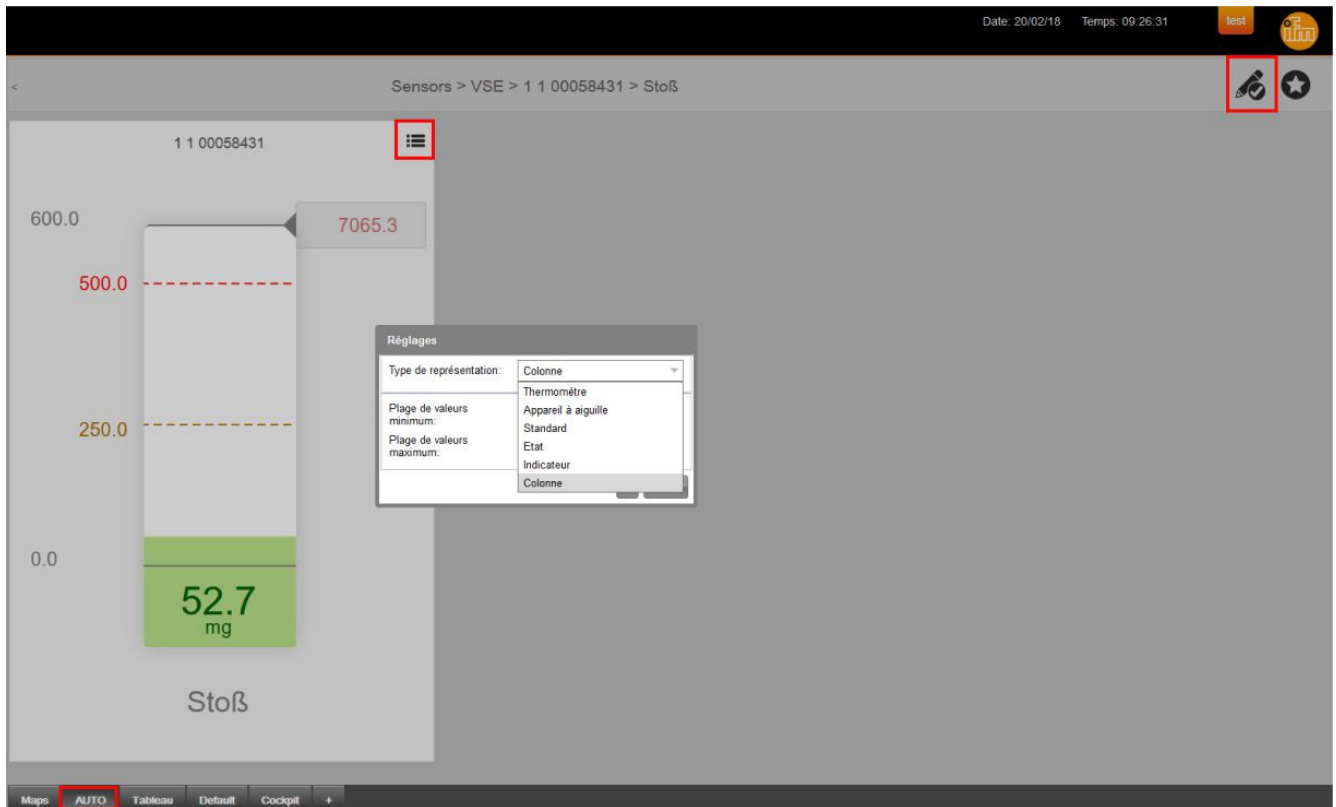 Date: 20/02/18 Temps: 09:26:31 test ifm
< Sensors > VSE > 1 1 00058431 > Stoß
1 1 00058431
600.0
7065.3
500.0
250.0
0.0
52.7
mg
Stoß
Réglages
Type de représentation: Colonne
Thermomètre
Appareil à aiguille
Standard
Etat
Indicateur
Colonne
Plage de valeurs
minimum:
Plage de valeurs
maximum:
Maps AUTO Tableau Default Cockpit +